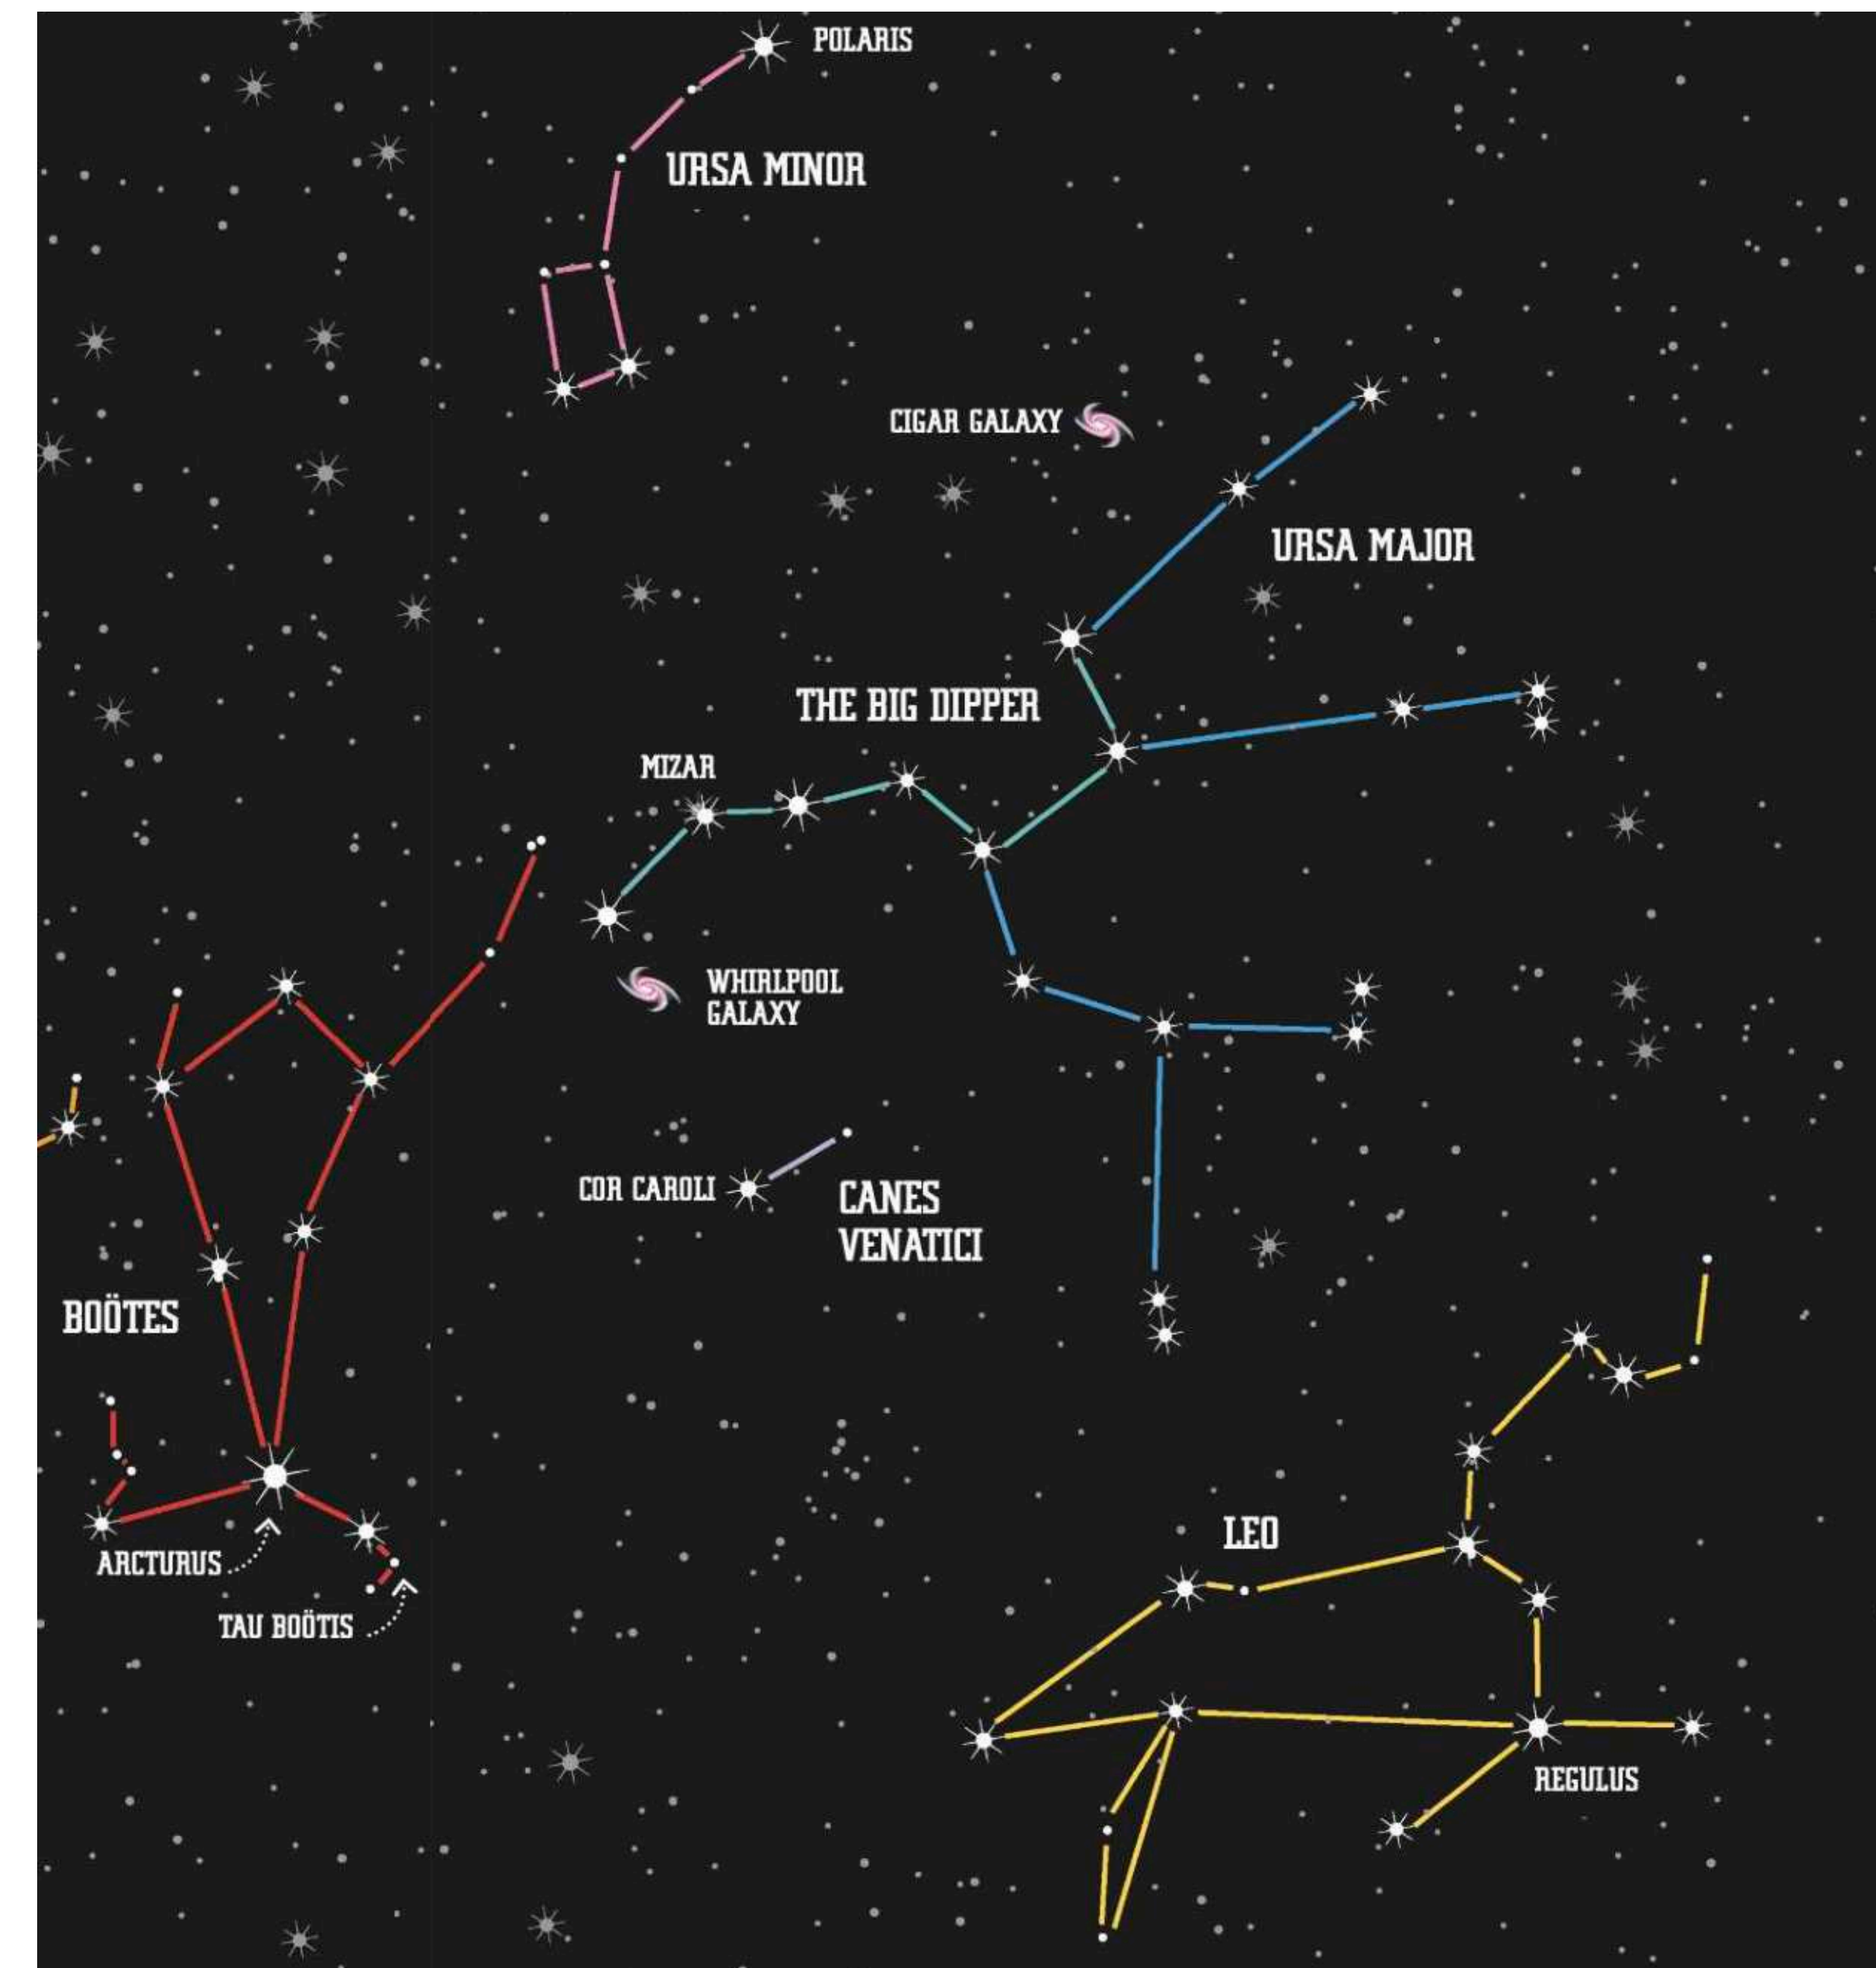 POLARIS
URSA MINOR
CIGAR GALAXY
URSA MAJOR
THE BIG DIPPER
MIZAR
WHIRLPOOL
GALAXY
COR CAROLI
CANES
VENATICI
BOÖTES
LEO
ARCTURUS
TAU BOÖTIS
REGULUS